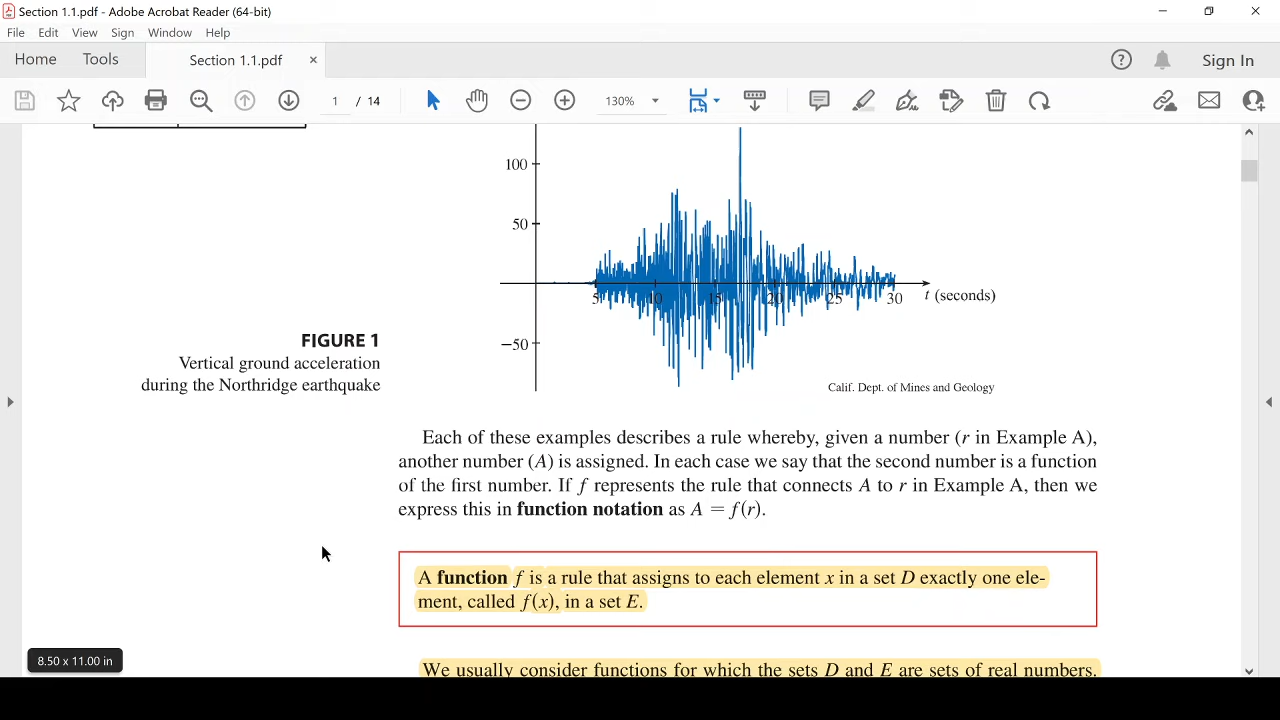 Section 1.1.pdf - Adobe Acrobat Reader (64-bit)
File Edit View Sign Window Help
Home Tools Section 1.1.pdf × Sign In
1 / 14 130%
100
50
5 10 15 20 25 30 t (seconds)
−50
Calif. Dept. of Mines and Geology
FIGURE 1
Vertical ground acceleration
during the Northridge earthquake
Each of these examples describes a rule whereby, given a number (r in Example A),
another number (A) is assigned. In each case we say that the second number is a function
of the first number. If f represents the rule that connects A to r in Example A, then we
express this in function notation as A = f(r).
A function f is a rule that assigns to each element x in a set D exactly one ele-
ment, called f(x), in a set E.
8.50 x 11.00 in
We usually consider functions for which the sets D and E are sets of real numbers.